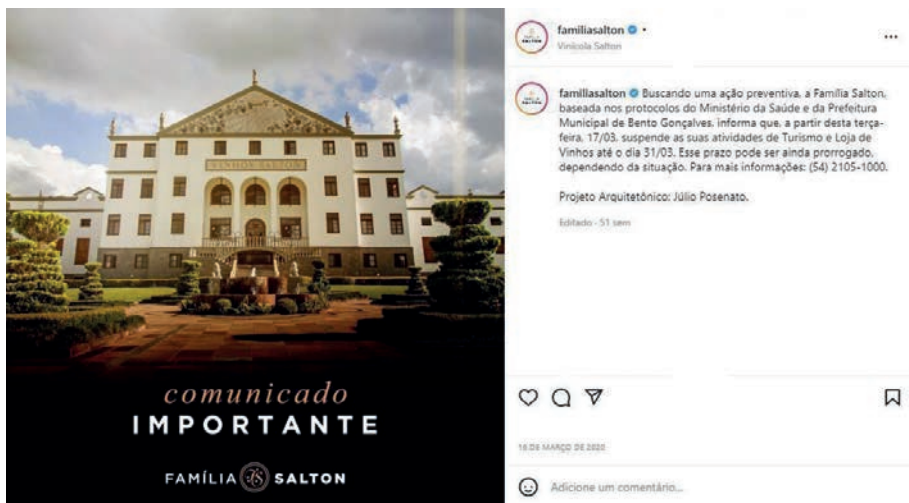 VINHOS SALTON
comunicado
IMPORTANTE
FAMÍLIA SALTON
familiasalton •
Vinícola Salton
familiasalton Buscando uma ação preventiva, a Família Salton,
baseada nos protocolos do Ministério da Saúde e da Prefeitura
Municipal de Bento Gonçalves, informa que, a partir desta terça-
feira, 17/03, suspende as suas atividades de Turismo e Loja de
Vinhos até o dia 31/03. Esse prazo pode ser ainda prorrogado,
dependendo da situação. Para mais informações: (54) 2105-1000.
Projeto Arquitetônico: Júlio Posenato.
Editado · 51 sem
16 DE MARÇO DE 2020
Adicione um comentário...